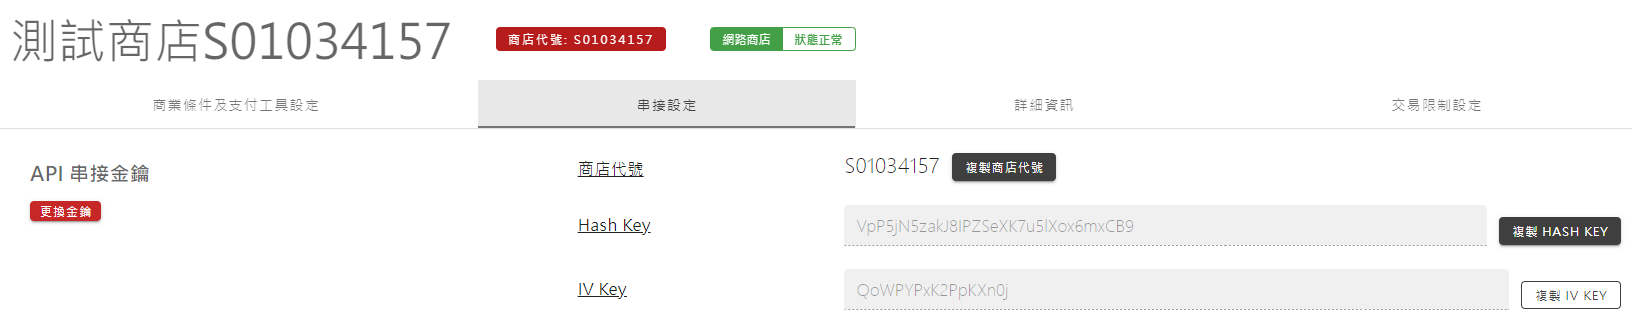 測試商店S01034157
商店代號: S01034157
網路商店 狀態正常
商業條件及支付工具設定 串接設定 詳細資訊 交易限制設定
API 串接金鑰
更換金鑰
商店代號 S01034157 複製商店代號
Hash Key VpP5jN5zakJ8IPZSeXK7u5lXox6mxCB9 複製 HASH KEY
IV Key QoWPYPxK2PpKXn0j 複製 IV KEY